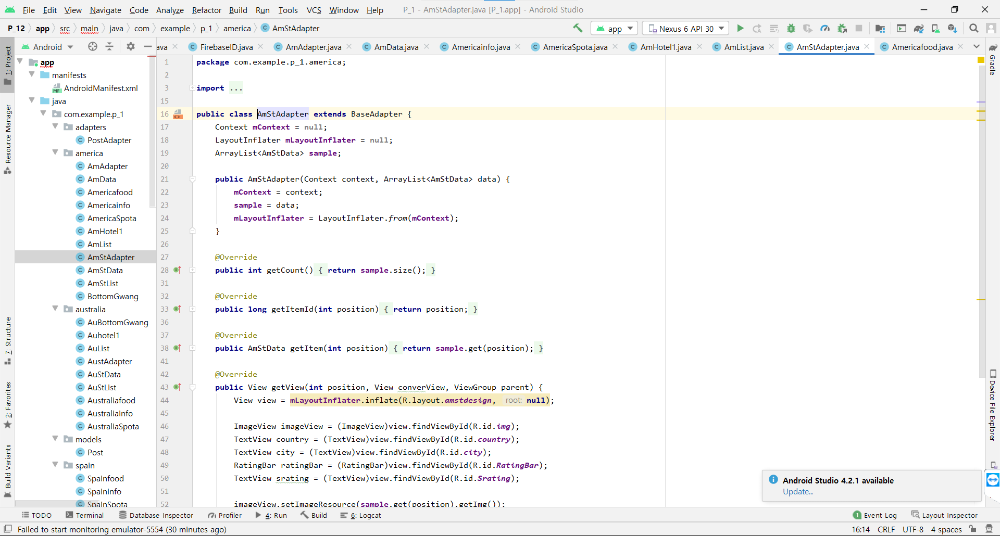 File Edit View Navigate Code Analyze Refactor Build Run Tools VCS Window Help P_1 - AmStAdapter.java [P_1.app] - Android Studio
P_12 app src main java com example p_1 america AmStAdapter app Nexus 6 API 30
Android ava FirebaseID.java AmAdapter.java AmData.java Americainfo.java AmericaSpota.java AmHotel1.java AmList.java AmStAdapter.java Americafood.java
1: Project
Resource Manager
7: Structure
2: Favorites
Build Variants
app
manifests
AndroidManifest.xml
java
com.example.p_1
adapters
PostAdapter
america
AmAdapter
AmData
Americafood
Americainfo
AmericaSpota
AmHotel1
AmList
AmStAdapter
AmStData
AmStList
BottomGwang
australia
AuBottomGwang
Auhotel1
AuList
AustAdapter
AuStData
AuStList
Australiafood
Australiainfo
AustraliaSpota
models
Post
spain
Spainfood
Spaininfo
SpainSpota
1 package com.example.p_1.america;
2
3 import ...
15
16 public class AmStAdapter extends BaseAdapter {
17 Context mContext = null;
18 LayoutInflater mLayoutInflater = null;
19 ArrayList<AmStData> sample;
20
21 public AmStAdapter(Context context, ArrayList<AmStData> data) {
22 mContext = context;
23 sample = data;
24 mLayoutInflater = LayoutInflater.from(mContext);
25 }
26
27 @Override
28 public int getCount() { return sample.size(); }
31
32 @Override
33 public long getItemId(int position) { return position; }
36
37 @Override
38 public AmStData getItem(int position) { return sample.get(position); }
41
42 @Override
43 public View getView(int position, View converView, ViewGroup parent) {
44 View view = mLayoutInflater.inflate(R.layout.amstdesign, root: null);
45
46 ImageView imageView = (ImageView)view.findViewById(R.id.img);
47 TextView country = (TextView)view.findViewById(R.id.country);
48 TextView city = (TextView)view.findViewById(R.id.city);
49 RatingBar ratingBar = (RatingBar)view.findViewById(R.id.RatingBar);
50 TextView srating = (TextView)view.findViewById(R.id.Srating);
51
52 imageView.setImageResource(sample.get(position).getImg());
Gradle
Device File Explorer
Android Studio 4.2.1 available
Update...
TODO Terminal Database Inspector Profiler 4: Run Build 6: Logcat 1 Event Log Layout Inspector
Failed to start monitoring emulator-5554 (30 minutes ago) 16:14 CRLF UTF-8 4 spaces